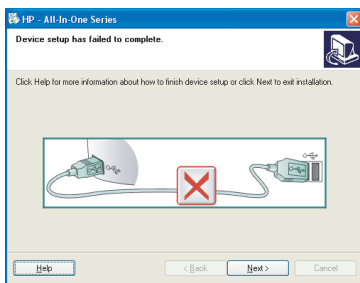 HP - All-In-One Series
Device setup has failed to complete.
Click Help for more information about how to finish device setup or click Next to exit installation.
Help
< Back
Next >
Cancel